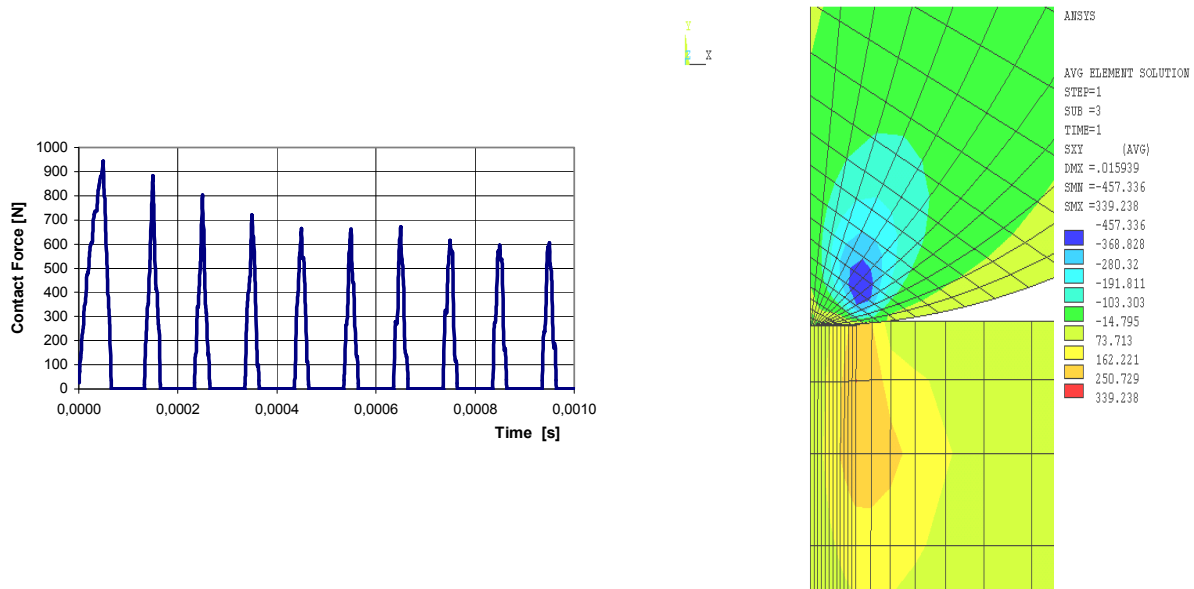 1000
900
800
700
600
500
400
300
200
100
0
Contact Force [N]
0,0000
0,0002
0,0004
0,0006
0,0008
0,0010
Time [s]
Y
Z X
ANSYS
AVG ELEMENT SOLUTION
STEP=1
SUB =3
TIME=1
SXY (AVG)
DMX =.015939
SMN =-457.336
SMX =339.238
-457.336
-368.828
-280.32
-191.811
-103.303
-14.795
73.713
162.221
250.729
339.238